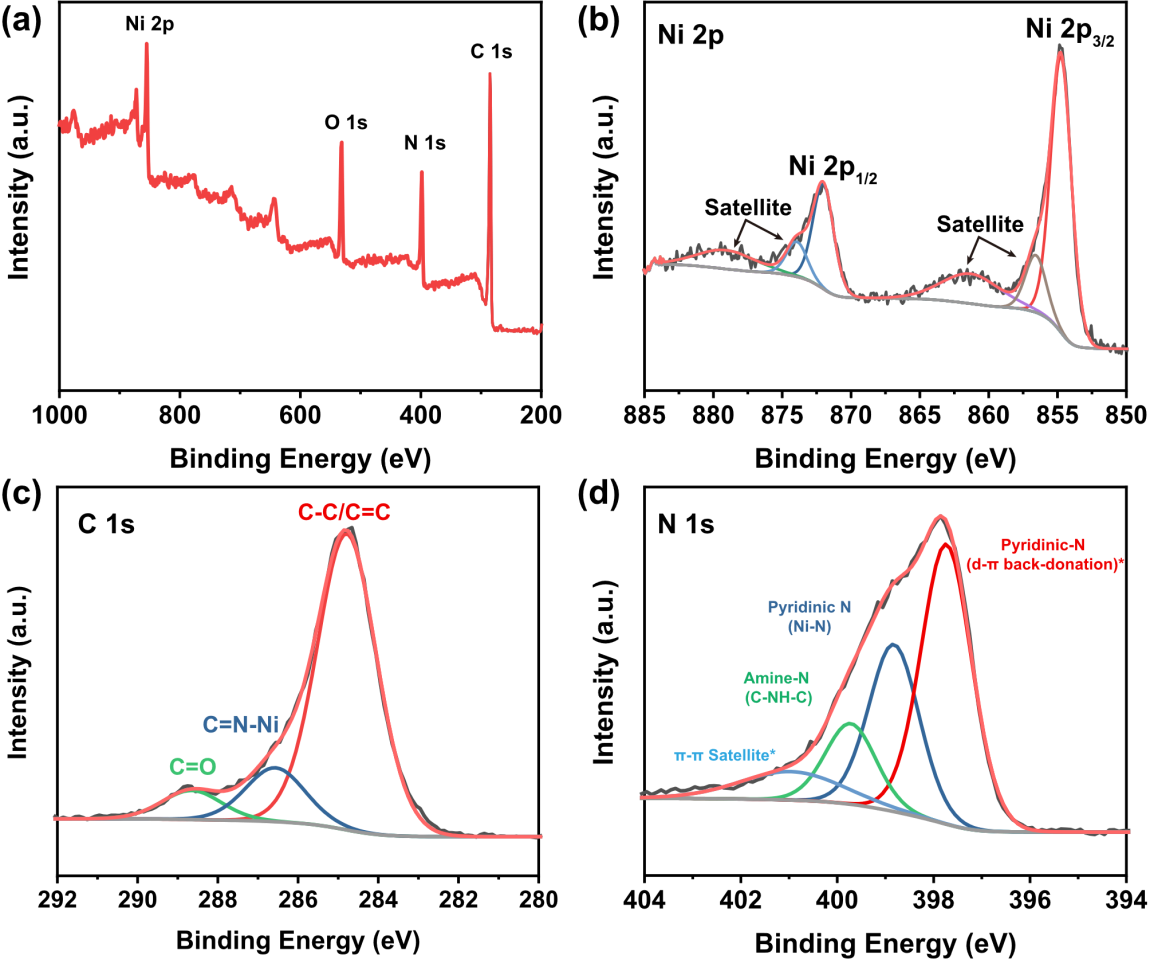 (a)
Ni 2p
C 1s
O 1s
N 1s
Intensity (a.u.)
1000 800 600 400 200
Binding Energy (eV)
(b)
Ni 2p
Ni 2p3/2
Ni 2p1/2
Satellite
Satellite
Intensity (a.u.)
885 880 875 870 865 860 855 850
Binding Energy (eV)
(c)
C 1s
C-C/C=C
C=N-Ni
C=O
Intensity (a.u.)
292 290 288 286 284 282 280
Binding Energy (eV)
(d)
N 1s
Pyridinic-N
(d-π back-donation)*
Pyridinic N
(Ni-N)
Amine-N
(C-NH-C)
π-π Satellite*
Intensity (a.u.)
404 402 400 398 396 394
Binding Energy (eV)